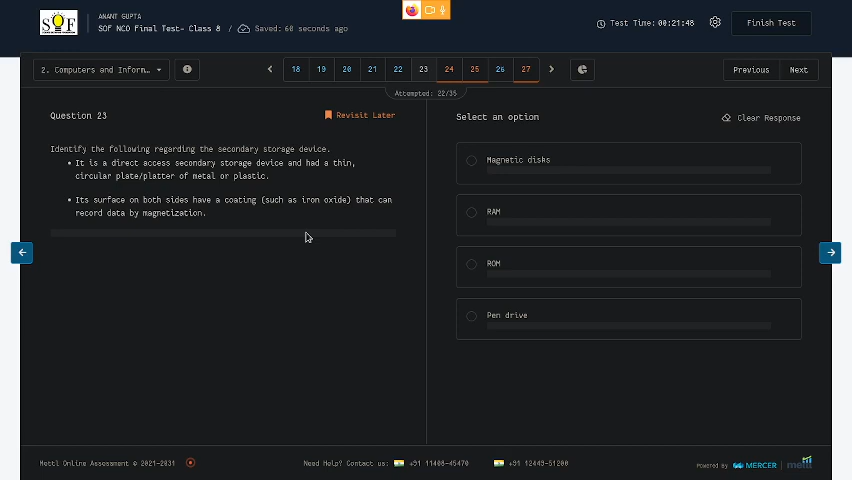 SOF
ANANT GUPTA
SOF NCO Final Test- Class 8 / Saved: 60 seconds ago
Test Time: 00:21:48
Finish Test
2. Computers and Inform...
18 19 20 21 22 23 24 25 26 27
Previous Next
Attempted: 22/35
Question 23
Revisit Later
Identify the following regarding the secondary storage device.
• It is a direct access secondary storage device and had a thin,
circular plate/platter of metal or plastic.
• Its surface on both sides have a coating (such as iron oxide) that can
record data by magnetization.
Select an option
Clear Response
Magnetic disks
RAM
ROM
Pen drive
Mettl Online Assessment © 2021-2031
Need Help? Contact us: +91 11408-45470 +91 12449-51200
Powered by MERCER mettl